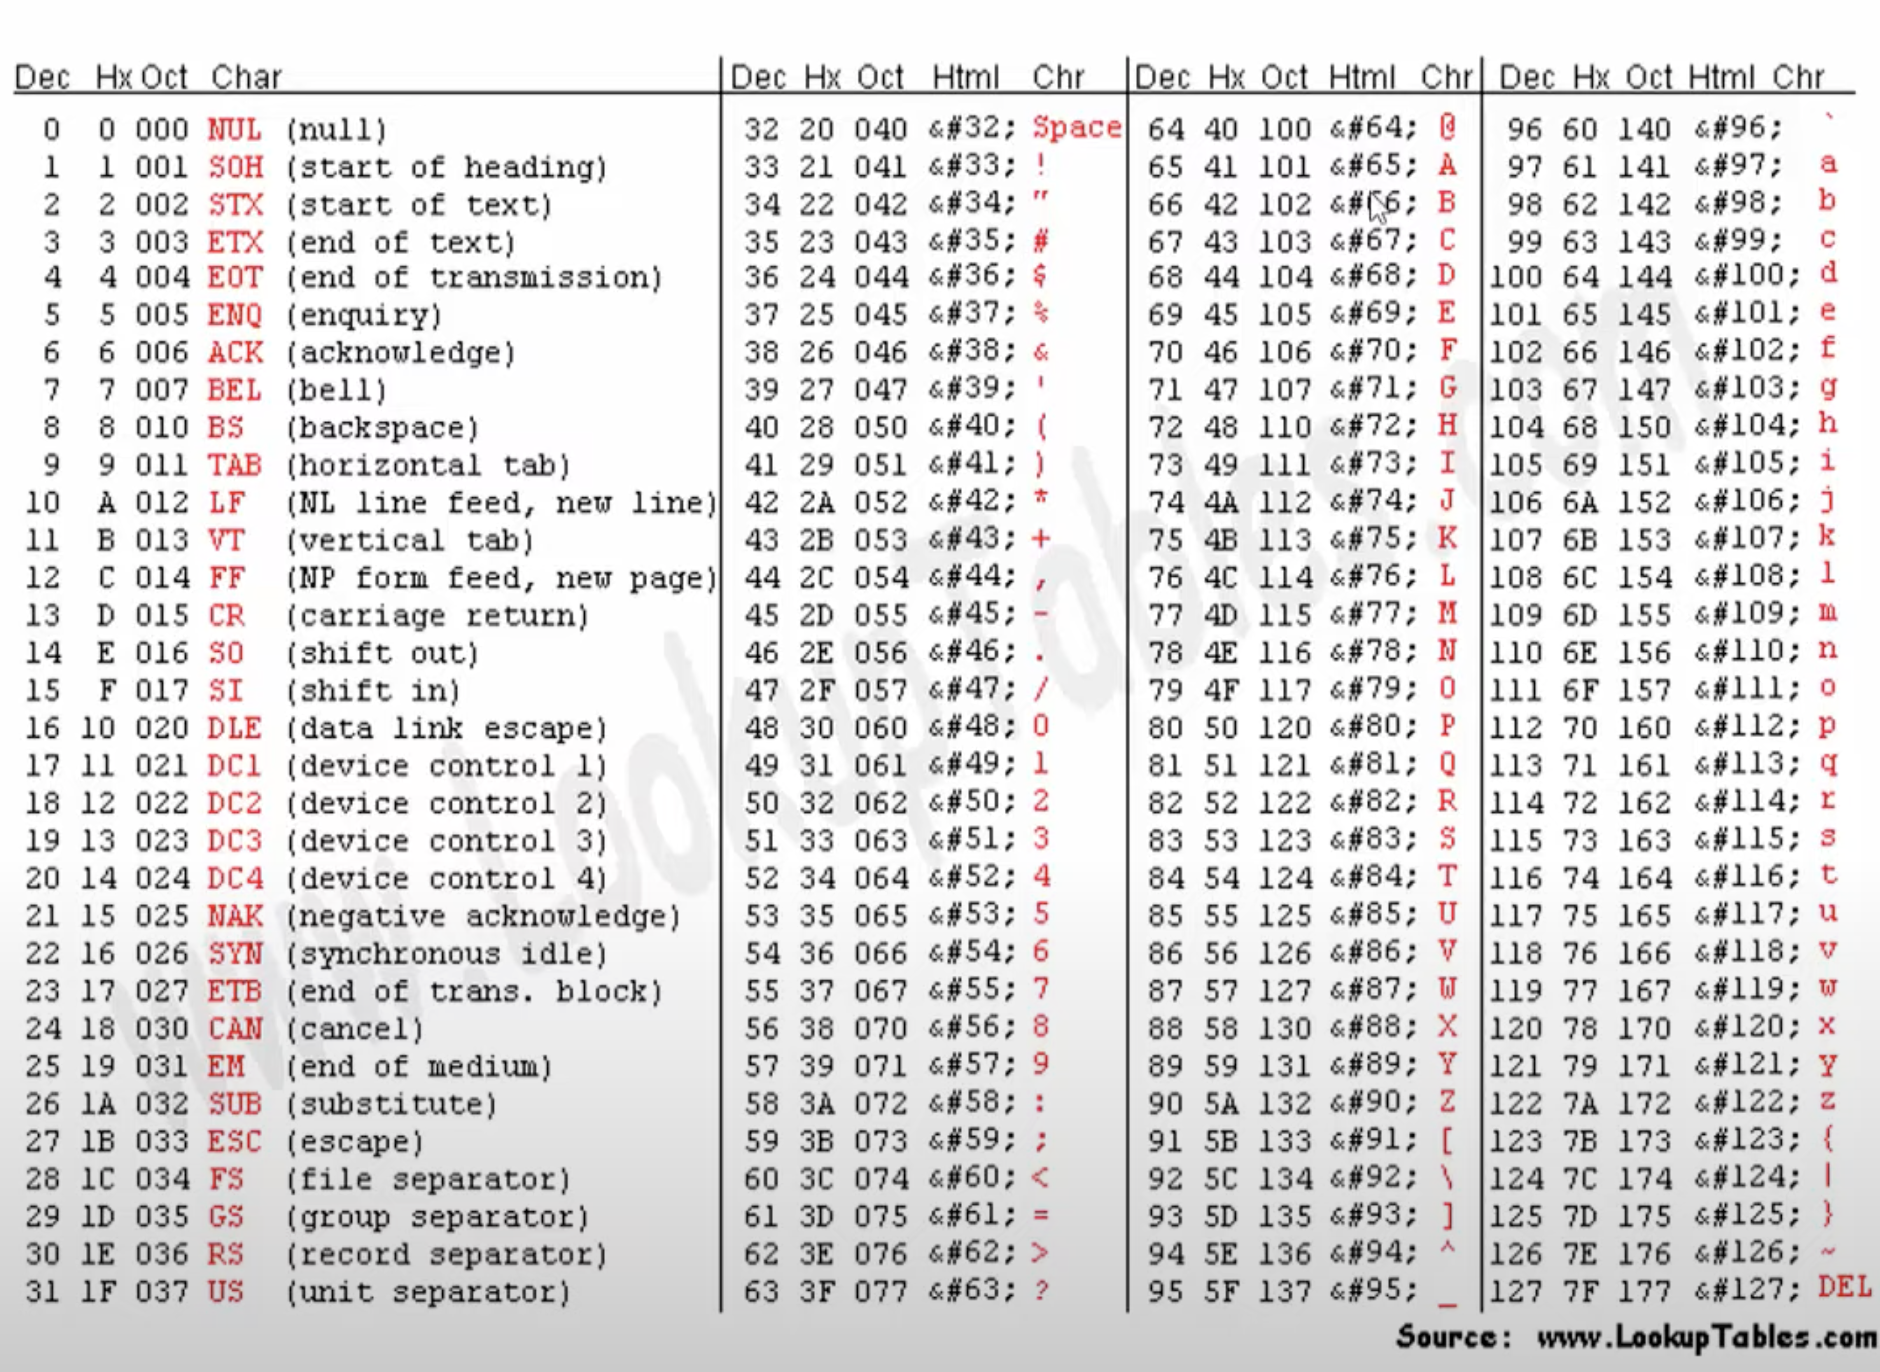 Dec Hx Oct Char Dec Hx Oct Html Chr Dec Hx Oct Html Chr Dec Hx Oct Html Chr
0 0 000 NUL (null) 32 20 040 &#32; Space 64 40 100 &#64; @ 96 60 140 &#96; `
1 1 001 SOH (start of heading) 33 21 041 &#33; ! 65 41 101 &#65; A 97 61 141 &#97; a
2 2 002 STX (start of text) 34 22 042 &#34; " 66 42 102 &#66; B 98 62 142 &#98; b
3 3 003 ETX (end of text) 35 23 043 &#35; # 67 43 103 &#67; C 99 63 143 &#99; c
4 4 004 EOT (end of transmission) 36 24 044 &#36; $ 68 44 104 &#68; D 100 64 144 &#100; d
5 5 005 ENQ (enquiry) 37 25 045 &#37; % 69 45 105 &#69; E 101 65 145 &#101; e
6 6 006 ACK (acknowledge) 38 26 046 &#38; & 70 46 106 &#70; F 102 66 146 &#102; f
7 7 007 BEL (bell) 39 27 047 &#39; ' 71 47 107 &#71; G 103 67 147 &#103; g
8 8 010 BS (backspace) 40 28 050 &#40; ( 72 48 110 &#72; H 104 68 150 &#104; h
9 9 011 TAB (horizontal tab) 41 29 051 &#41; ) 73 49 111 &#73; I 105 69 151 &#105; i
10 A 012 LF (NL line feed, new line) 42 2A 052 &#42; * 74 4A 112 &#74; J 106 6A 152 &#106; j
11 B 013 VT (vertical tab) 43 2B 053 &#43; + 75 4B 113 &#75; K 107 6B 153 &#107; k
12 C 014 FF (NP form feed, new page) 44 2C 054 &#44; , 76 4C 114 &#76; L 108 6C 154 &#108; l
13 D 015 CR (carriage return) 45 2D 055 &#45; - 77 4D 115 &#77; M 109 6D 155 &#109; m
14 E 016 SO (shift out) 46 2E 056 &#46; . 78 4E 116 &#78; N 110 6E 156 &#110; n
15 F 017 SI (shift in) 47 2F 057 &#47; / 79 4F 117 &#79; O 111 6F 157 &#111; o
16 10 020 DLE (data link escape) 48 30 060 &#48; 0 80 50 120 &#80; P 112 70 160 &#112; p
17 11 021 DC1 (device control 1) 49 31 061 &#49; 1 81 51 121 &#81; Q 113 71 161 &#113; q
18 12 022 DC2 (device control 2) 50 32 062 &#50; 2 82 52 122 &#82; R 114 72 162 &#114; r
19 13 023 DC3 (device control 3) 51 33 063 &#51; 3 83 53 123 &#83; S 115 73 163 &#115; s
20 14 024 DC4 (device control 4) 52 34 064 &#52; 4 84 54 124 &#84; T 116 74 164 &#116; t
21 15 025 NAK (negative acknowledge) 53 35 065 &#53; 5 85 55 125 &#85; U 117 75 165 &#117; u
22 16 026 SYN (synchronous idle) 54 36 066 &#54; 6 86 56 126 &#86; V 118 76 166 &#118; v
23 17 027 ETB (end of trans. block) 55 37 067 &#55; 7 87 57 127 &#87; W 119 77 167 &#119; w
24 18 030 CAN (cancel) 56 38 070 &#56; 8 88 58 130 &#88; X 120 78 170 &#120; x
25 19 031 EM (end of medium) 57 39 071 &#57; 9 89 59 131 &#89; Y 121 79 171 &#121; y
26 1A 032 SUB (substitute) 58 3A 072 &#58; : 90 5A 132 &#90; Z 122 7A 172 &#122; z
27 1B 033 ESC (escape) 59 3B 073 &#59; ; 91 5B 133 &#91; [ 123 7B 173 &#123; {
28 1C 034 FS (file separator) 60 3C 074 &#60; < 92 5C 134 &#92; \ 124 7C 174 &#124; |
29 1D 035 GS (group separator) 61 3D 075 &#61; = 93 5D 135 &#93; ] 125 7D 175 &#125; }
30 1E 036 RS (record separator) 62 3E 076 &#62; > 94 5E 136 &#94; ^ 126 7E 176 &#126; ~
31 1F 037 US (unit separator) 63 3F 077 &#63; ? 95 5F 137 &#95; _ 127 7F 177 &#127; DEL
Source: www.LookupTables.com
www.LookupTables.com